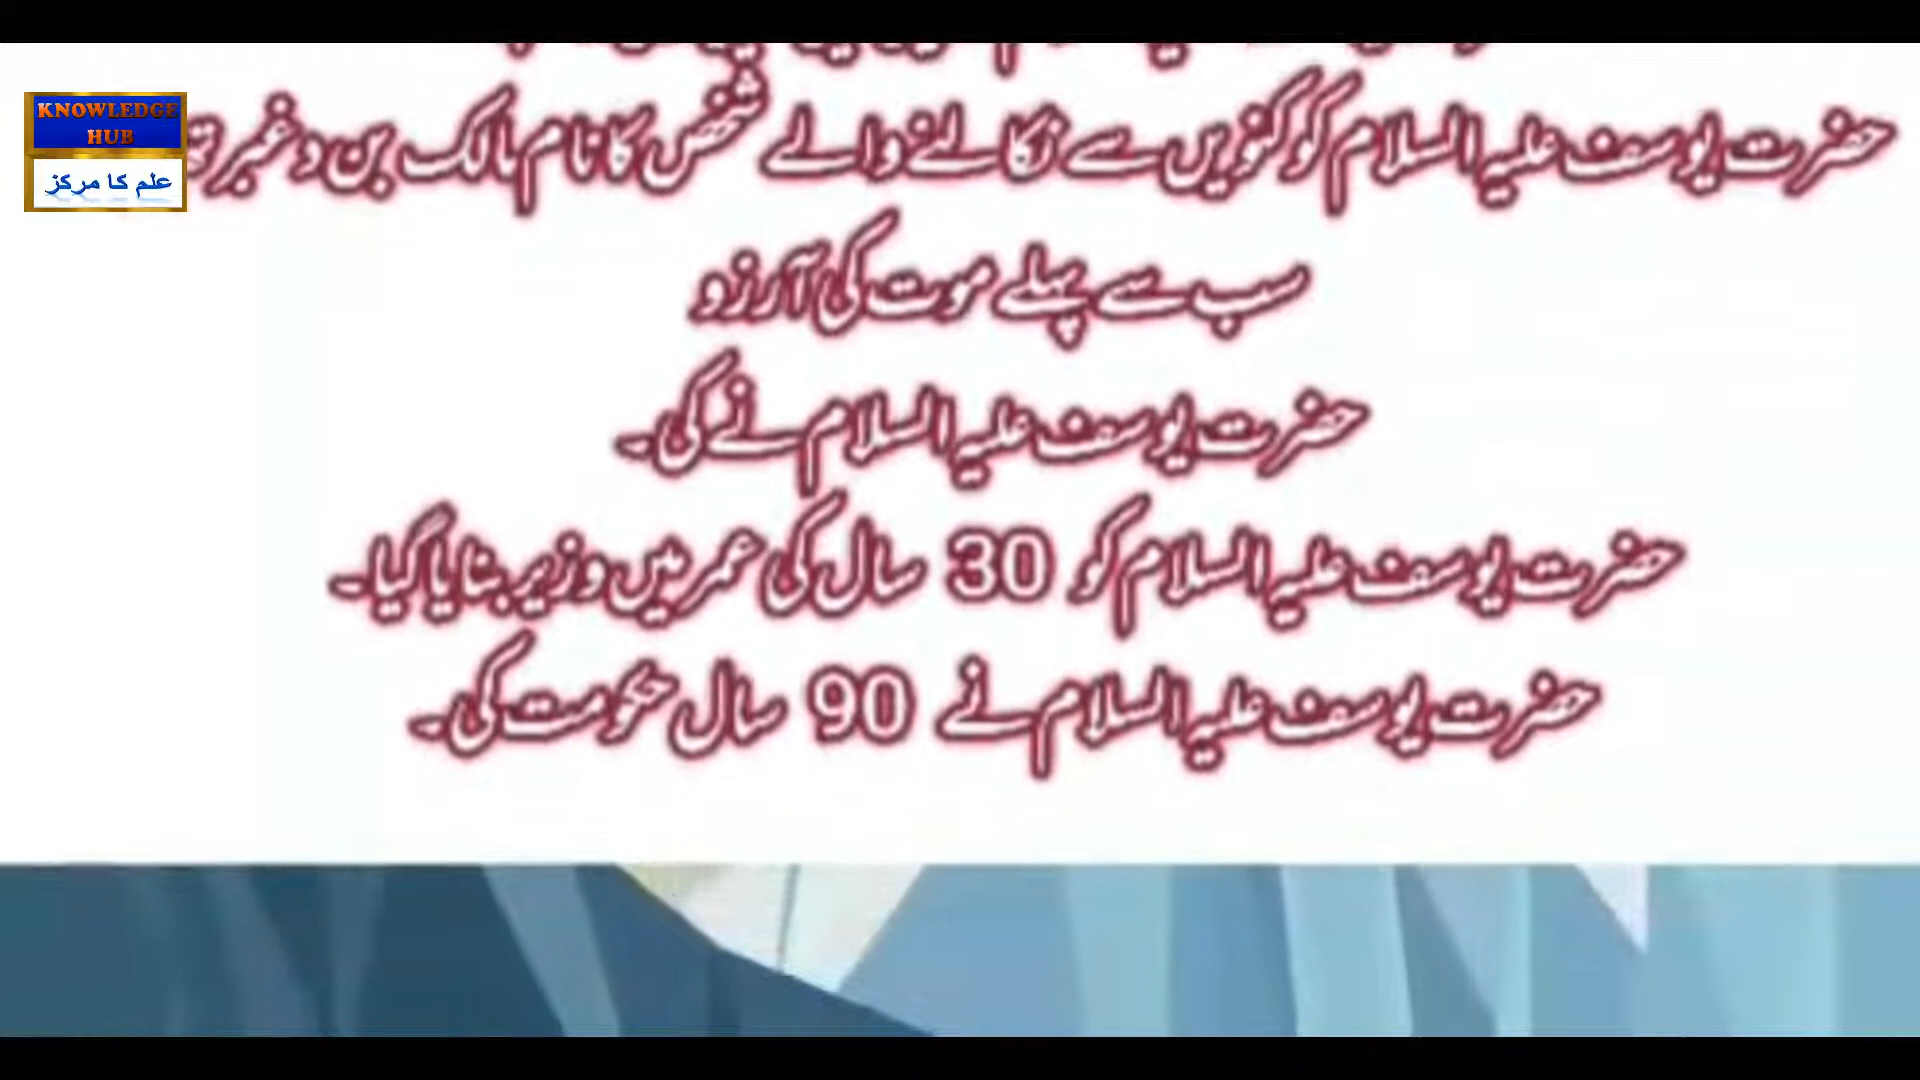 KNOWLEDGE
HUB
علم کا مرکز
حضرت یوسف علیہ السلام کو کنویں سے نکالنے والے شخص کا نام مالک بن دغمبر
سب سے پہلے موت کی آرزو
حضرت یوسف علیہ السلام نے کی۔
حضرت یوسف علیہ السلام کو 30 سال کی عمر میں وزیر بنایا گیا۔
حضرت یوسف علیہ السلام نے 90 سال حکومت کی۔